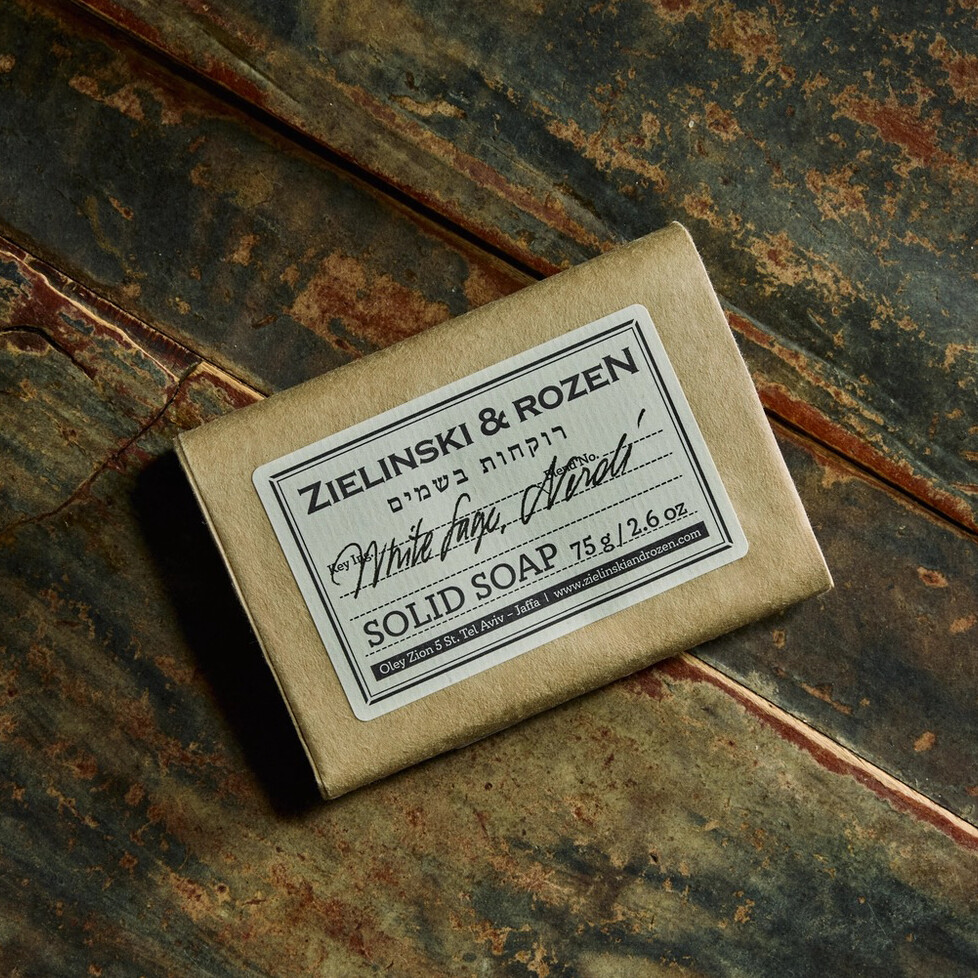 ZIELINSKI & ROZEN
רוקחות בשמים
Blend No.
Key Ing.
White Sage, Neroli
SOLID SOAP 75 g / 2.6 oz
Oley Zion 5 St. Tel Aviv – Jaffa | www.zielinskiandrozen.com